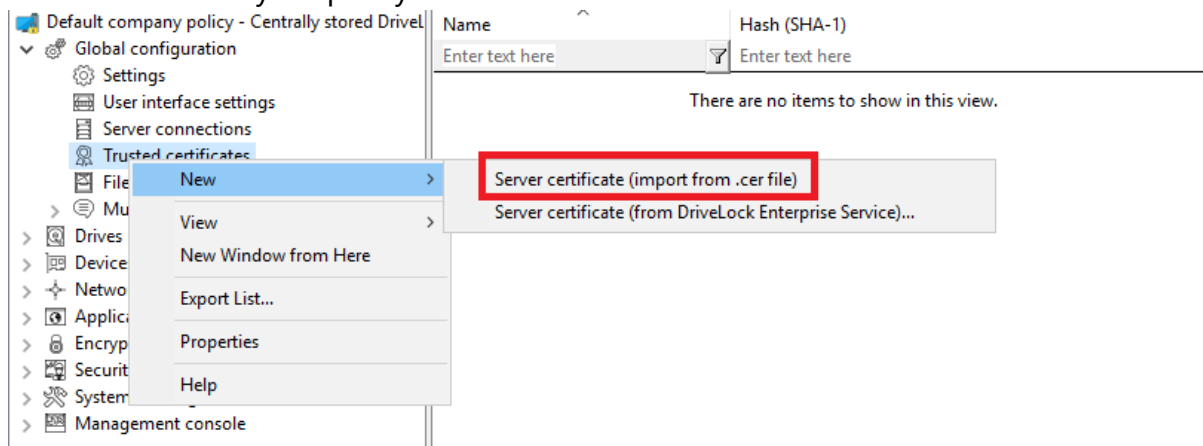 Default company policy - Centrally stored DriveL
Name
Hash (SHA-1)
Global configuration
Enter text here
Enter text here
Settings
There are no items to show in this view.
User interface settings
Server connections
Trusted certificates
File
New
Server certificate (import from .cer file)
Mu
View
Server certificate (from DriveLock Enterprise Service)...
Drives
Device
New Window from Here
Netwo
Export List...
Applica
Encryp
Properties
Securit
Help
System
Management console